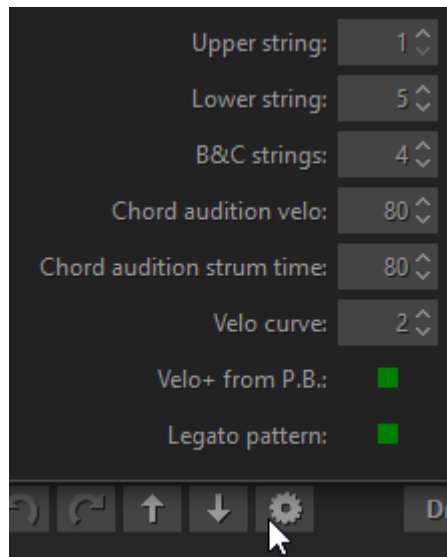 Upper string: 1
Lower string: 5
B&C strings: 4
Chord audition velo: 80
Chord audition strum time: 80
Velo curve: 2
Velo+ from P.B.:
Legato pattern: